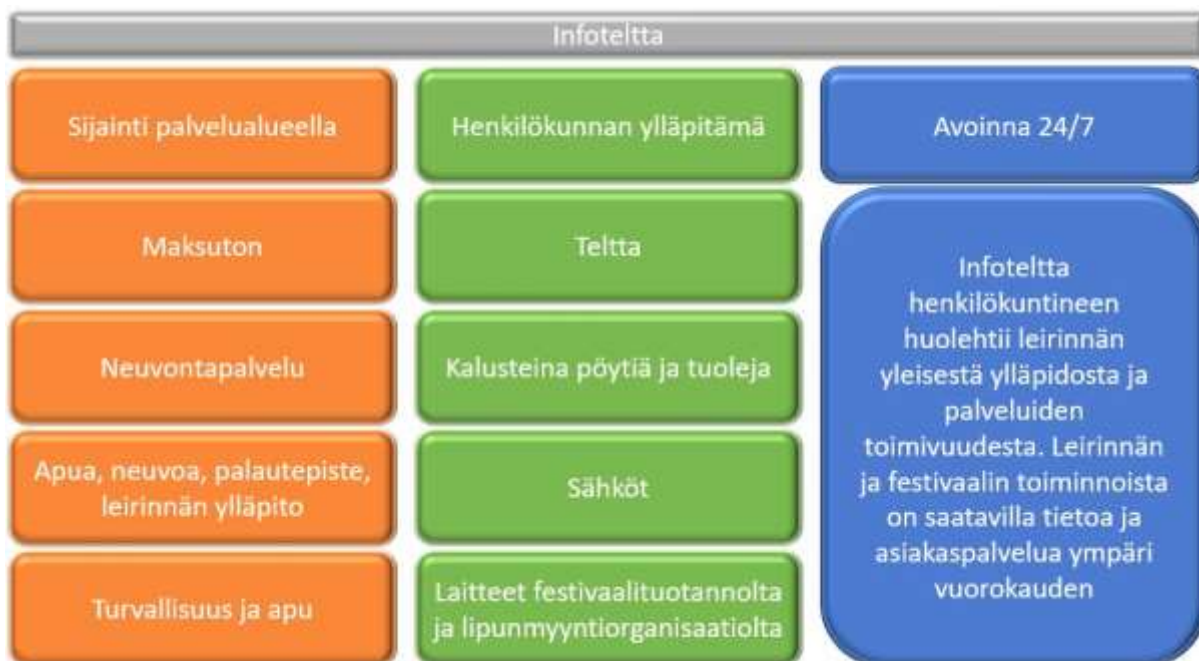 Infoteltta
Sijainti palvelualueella
Maksuton
Neuvontapalvelu
Apua, neuvoa, palautepiste,
leirinnän ylläpito
Turvallisuus ja apu
Henkilökunnan ylläpitämä
Teltta
Kalusteina pöytiä ja tuoleja
Sähköt
Laitteet festivaalituotannolta
ja lipunmyyntiorganisaatiolta
Avoinna 24/7
Infoteltta
henkilökuntineen
huolehtii leirinnän
yleisestä ylläpidosta ja
palveluiden
toimivuudesta. Leirinnän
ja festivaalin toiminnoista
on saatavilla tietoa ja
asiakaspalvelua ympäri
vuorokauden